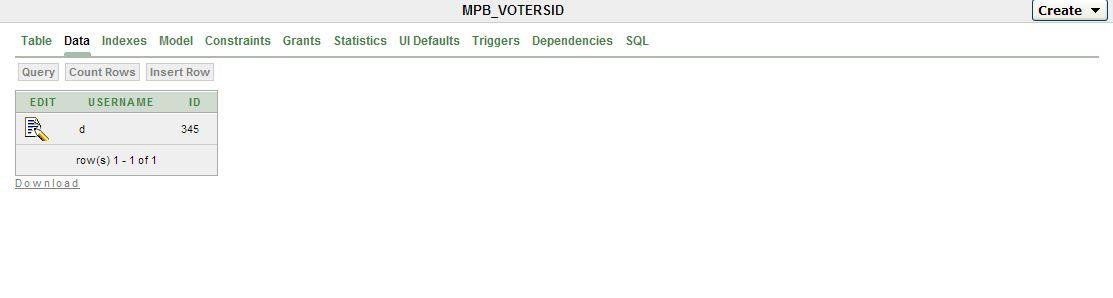 MPB_VOTERSID
Create
Table Data Indexes Model Constraints Grants Statistics UI Defaults Triggers Dependencies SQL
Query Count Rows Insert Row
EDIT USERNAME ID
d 345
row(s) 1 - 1 of 1
Download